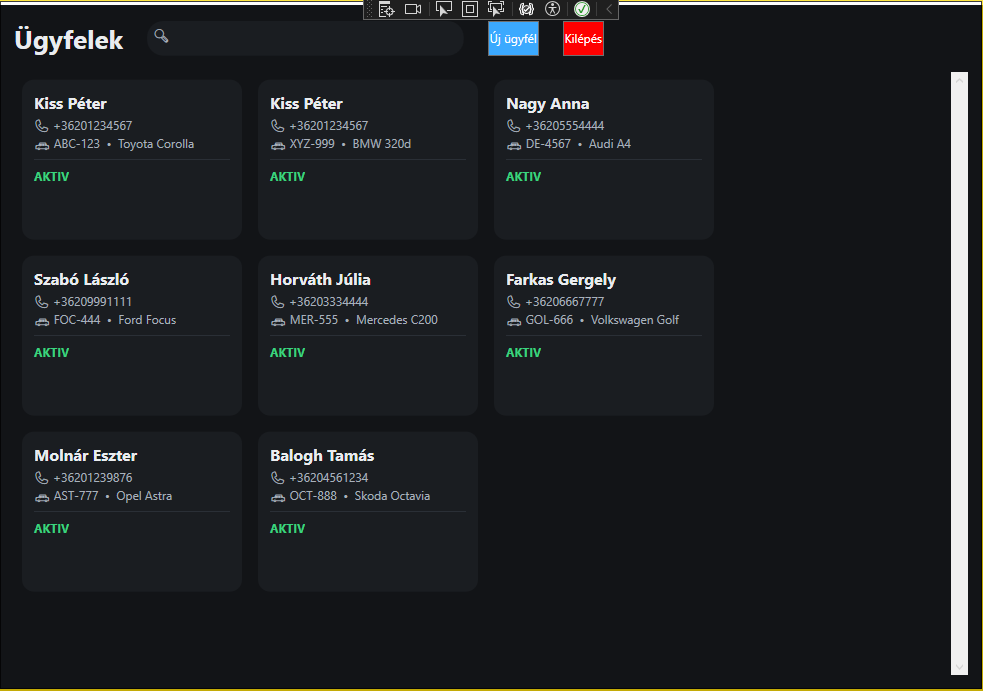 Ügyfelek
Új ügyfél
Kilépés
Kiss Péter
+36201234567
ABC-123 • Toyota Corolla
AKTIV
Kiss Péter
+36201234567
XYZ-999 • BMW 320d
AKTIV
Nagy Anna
+36205554444
DE-4567 • Audi A4
AKTIV
Szabó László
+36209991111
FOC-444 • Ford Focus
AKTIV
Horváth Júlia
+36203334444
MER-555 • Mercedes C200
AKTIV
Farkas Gergely
+36206667777
GOL-666 • Volkswagen Golf
AKTIV
Molnár Eszter
+36201239876
AST-777 • Opel Astra
AKTIV
Balogh Tamás
+36204561234
OCT-888 • Skoda Octavia
AKTIV